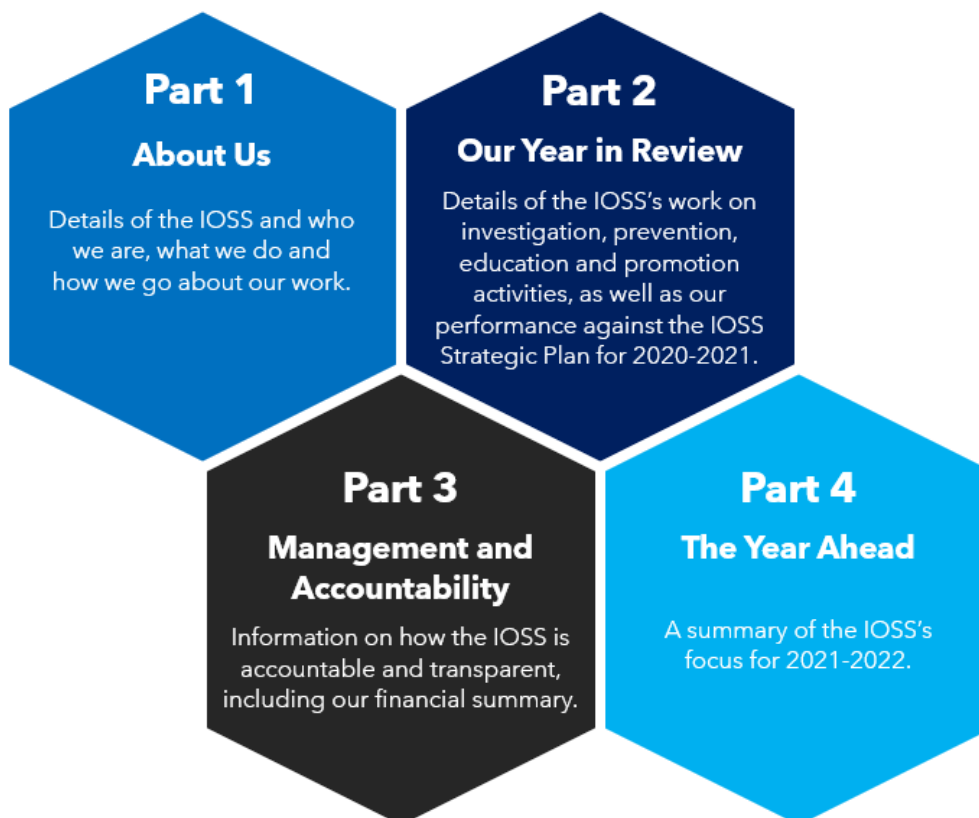 Part 1
About Us
Details of the IOSS and who
we are, what we do and
how we go about our work.
Part 2
Our Year in Review
Details of the IOSS’s work on
investigation, prevention,
education and promotion
activities, as well as our
performance against the IOSS
Strategic Plan for 2020-2021.
Part 3
Management and
Accountability
Information on how the IOSS is
accountable and transparent,
including our financial summary.
Part 4
The Year Ahead
A summary of the IOSS’s
focus for 2021-2022.